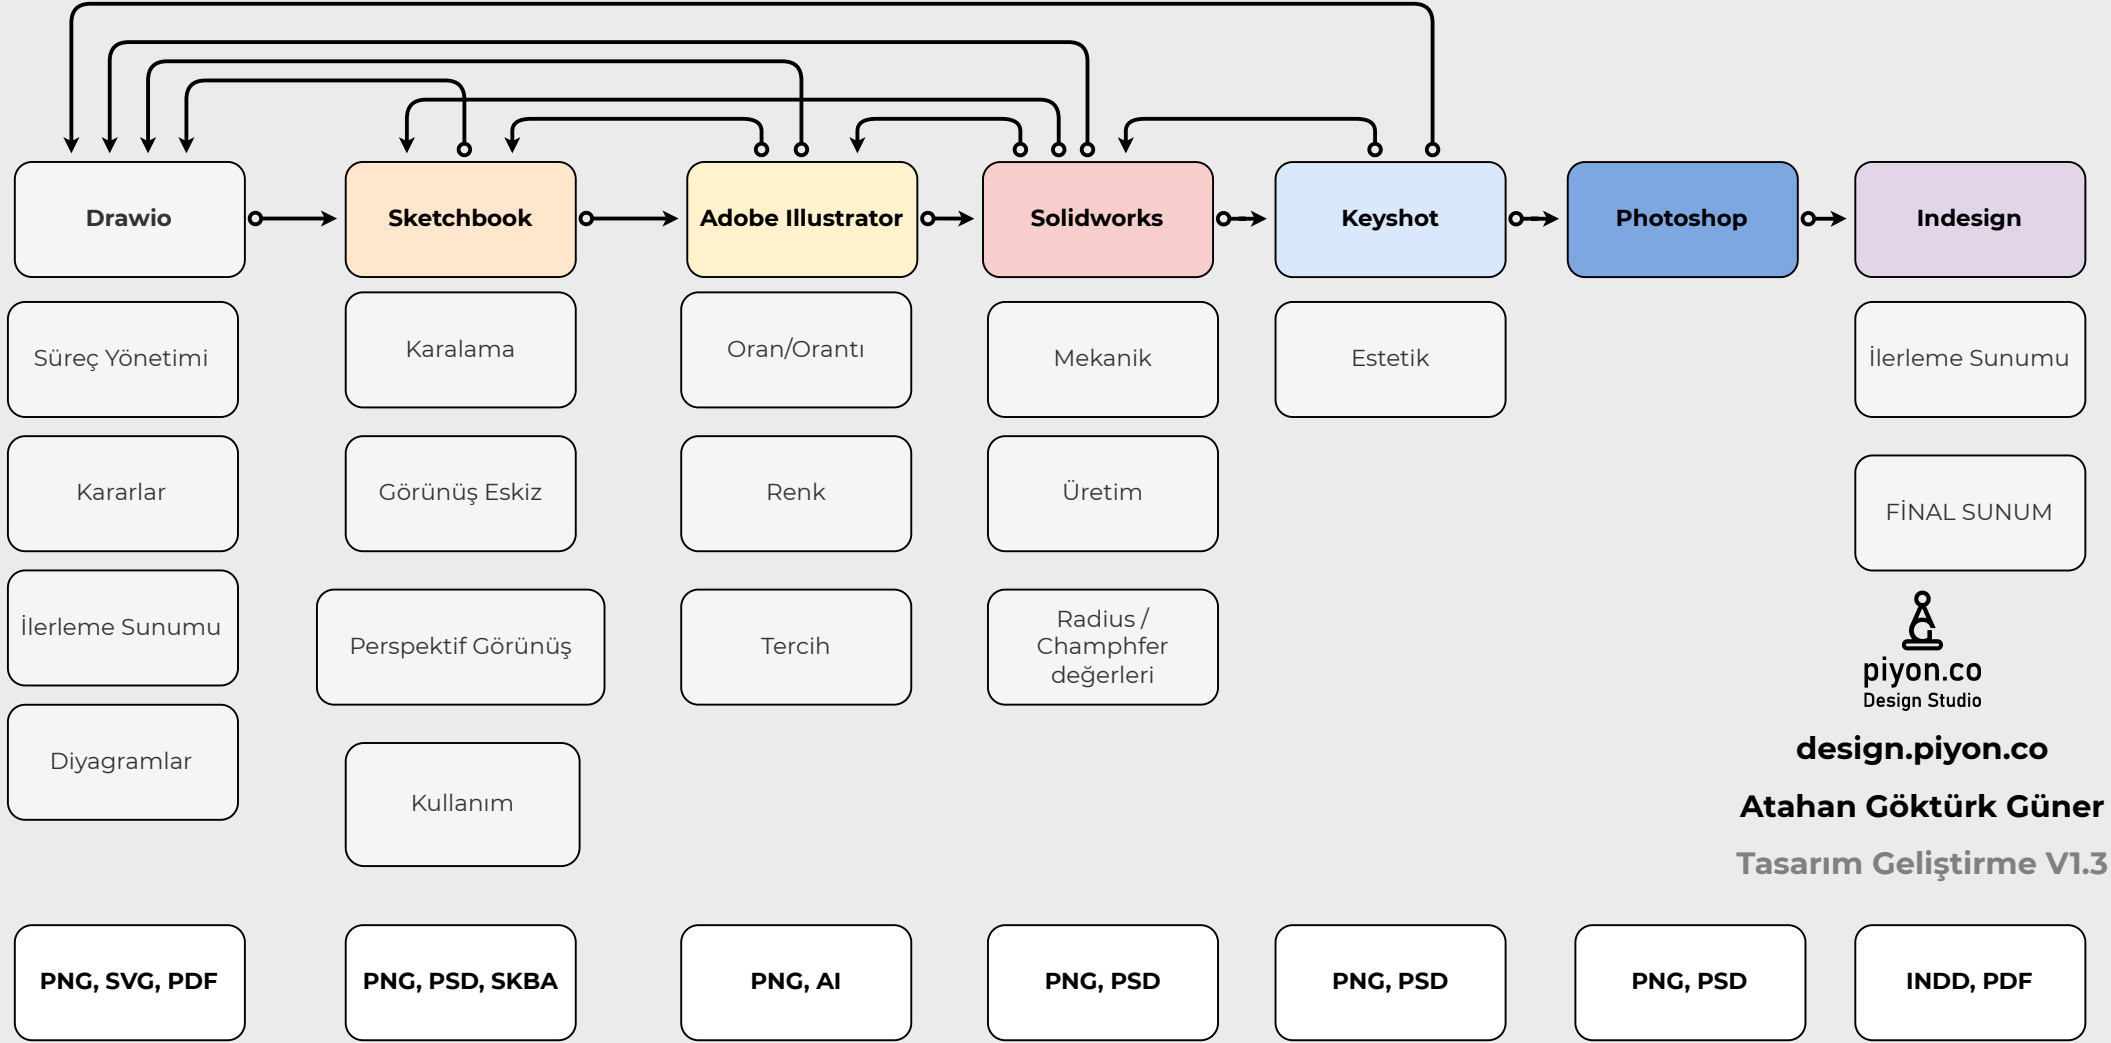 Drawio
Sketchbook
Adobe Illustrator
Solidworks
Keyshot
Photoshop
Indesign
Süreç Yönetimi
Karalama
Oran/Orantı
Mekanik
Estetik
İlerleme Sunumu
Kararlar
Görünüş Eskiz
Renk
Üretim
FİNAL SUNUM
İlerleme Sunumu
Perspektif Görünüş
Tercih
Radius /
Champhfer
değerleri
Diyagramlar
Kullanım
piyon.co
Design Studio
design.piyon.co
Atahan Göktürk Güner
Tasarım Geliştirme V1.3
PNG, SVG, PDF
PNG, PSD, SKBA
PNG, AI
PNG, PSD
PNG, PSD
PNG, PSD
INDD, PDF